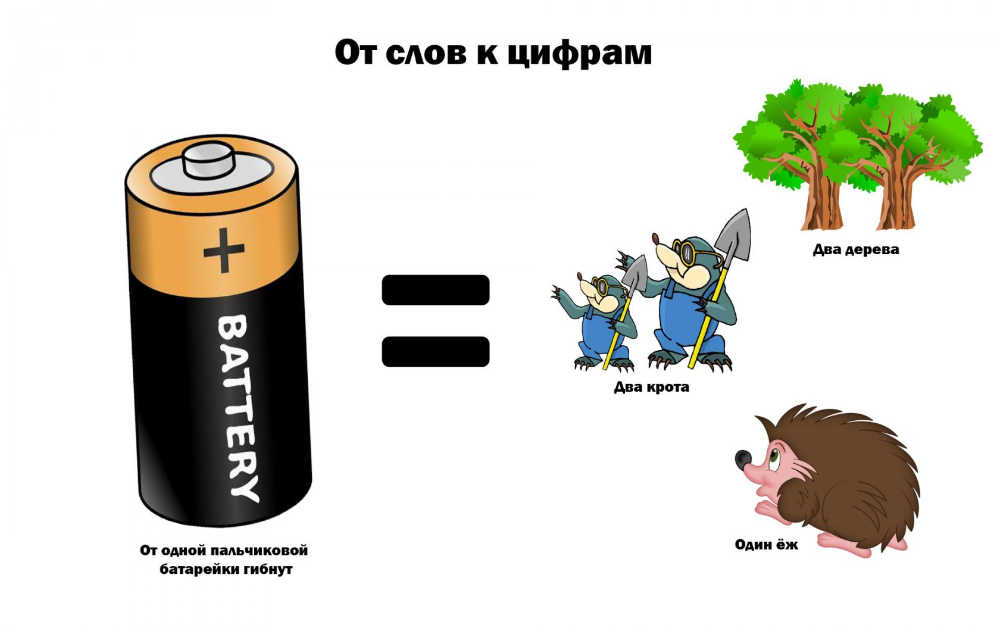 От слов к цифрам
BATTERY
От одной пальчиковой
батарейки гибнут
Два дерева
Два крота
Один ёж